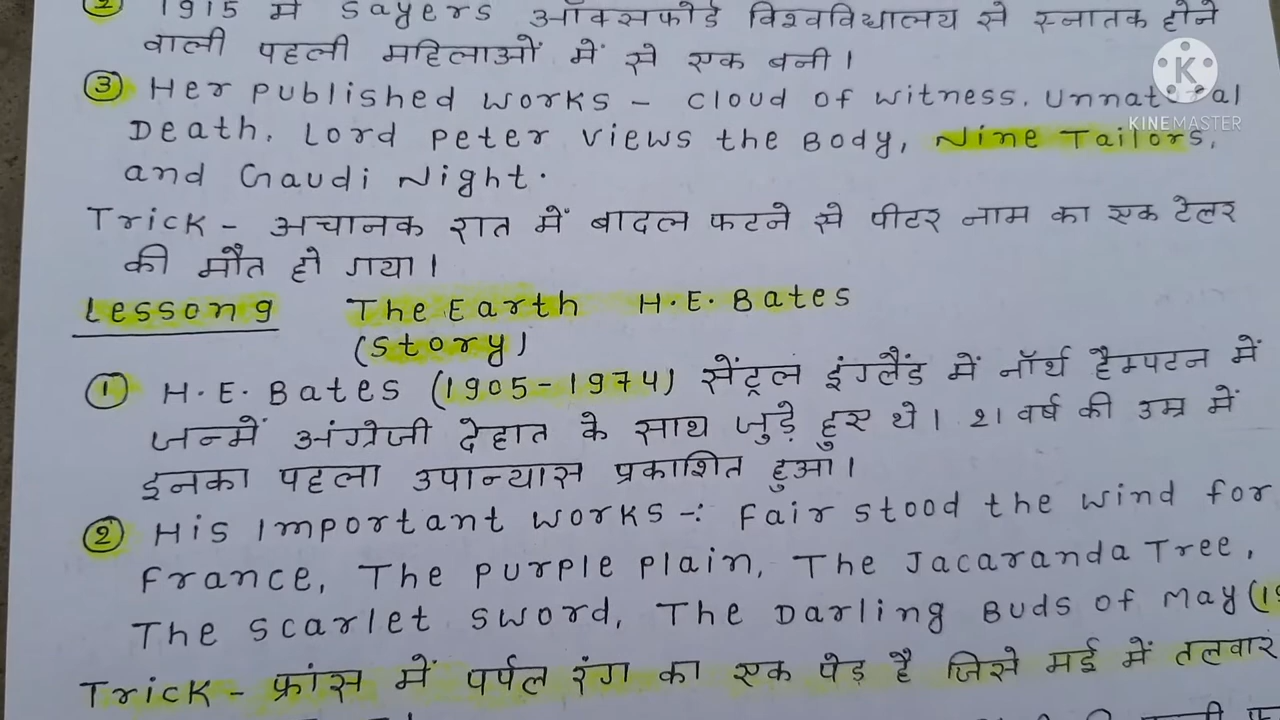 ② 1915 में Sayers ऑक्सफोर्ड विश्वविद्यालय से स्नातक होने
वाली पहली महिलाओं में से एक बनी।
③ Her published works - cloud of witness, Unnatural
Death, Lord Peter views the Body, Nine Tailors,
and Gaudi Night.
Trick - अचानक रात में बादल फटने से पीटर नाम का एक टेलर
की मौत हो गया।
Lesson 9 The Earth H.E. Bates
(Story)
① H.E. Bates (1905-1974) सेंट्रल इंग्लैंड में नॉर्थ हैम्पटन में
जन्में अंग्रेजी देहात के साथ जुड़े हुए थे। 21 वर्ष की उम्र में
इनका पहला उपान्यास प्रकाशित हुआ।
② His Important works -: Fair stood the wind for
France, The purple plain, The Jacaranda Tree,
The scarlet sword, The Darling Buds of May (19
Trick - फ्रांस में पर्पल रंग का एक पेड़ है जिसे मई में तलवार
K
KINEMASTER